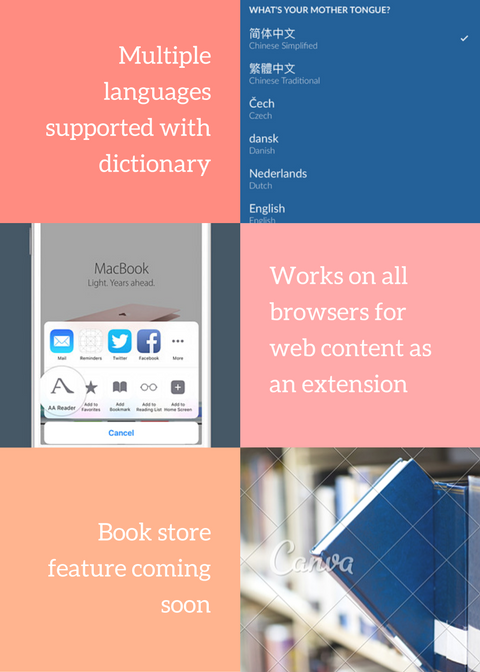 Multiple
languages
supported with
dictionary
WHAT'S YOUR MOTHER TONGUE?
简体中文
Chinese Simplified
繁體中文
Chinese Traditional
Čech
Czech
dansk
Danish
Nederlands
Dutch
English
English
MacBook
Light. Years ahead.
Mail Reminders Twitter Facebook More
AA Reader Add to Favorites Add Bookmark Add to Reading List Add to Home Screen
Cancel
Works on all
browsers for
web content as
an extension
Book store
feature coming
soon
Canva